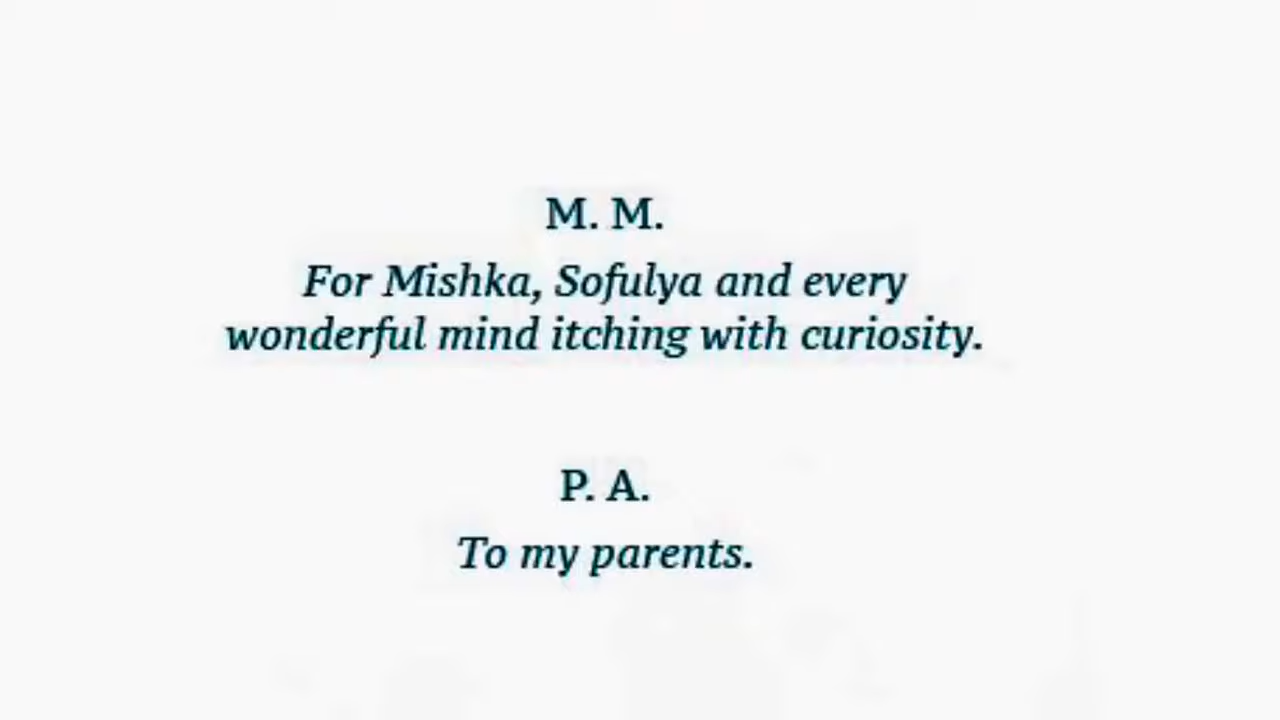 M. M.
For Mishka, Sofulya and every
wonderful mind itching with curiosity.
P. A.
To my parents.